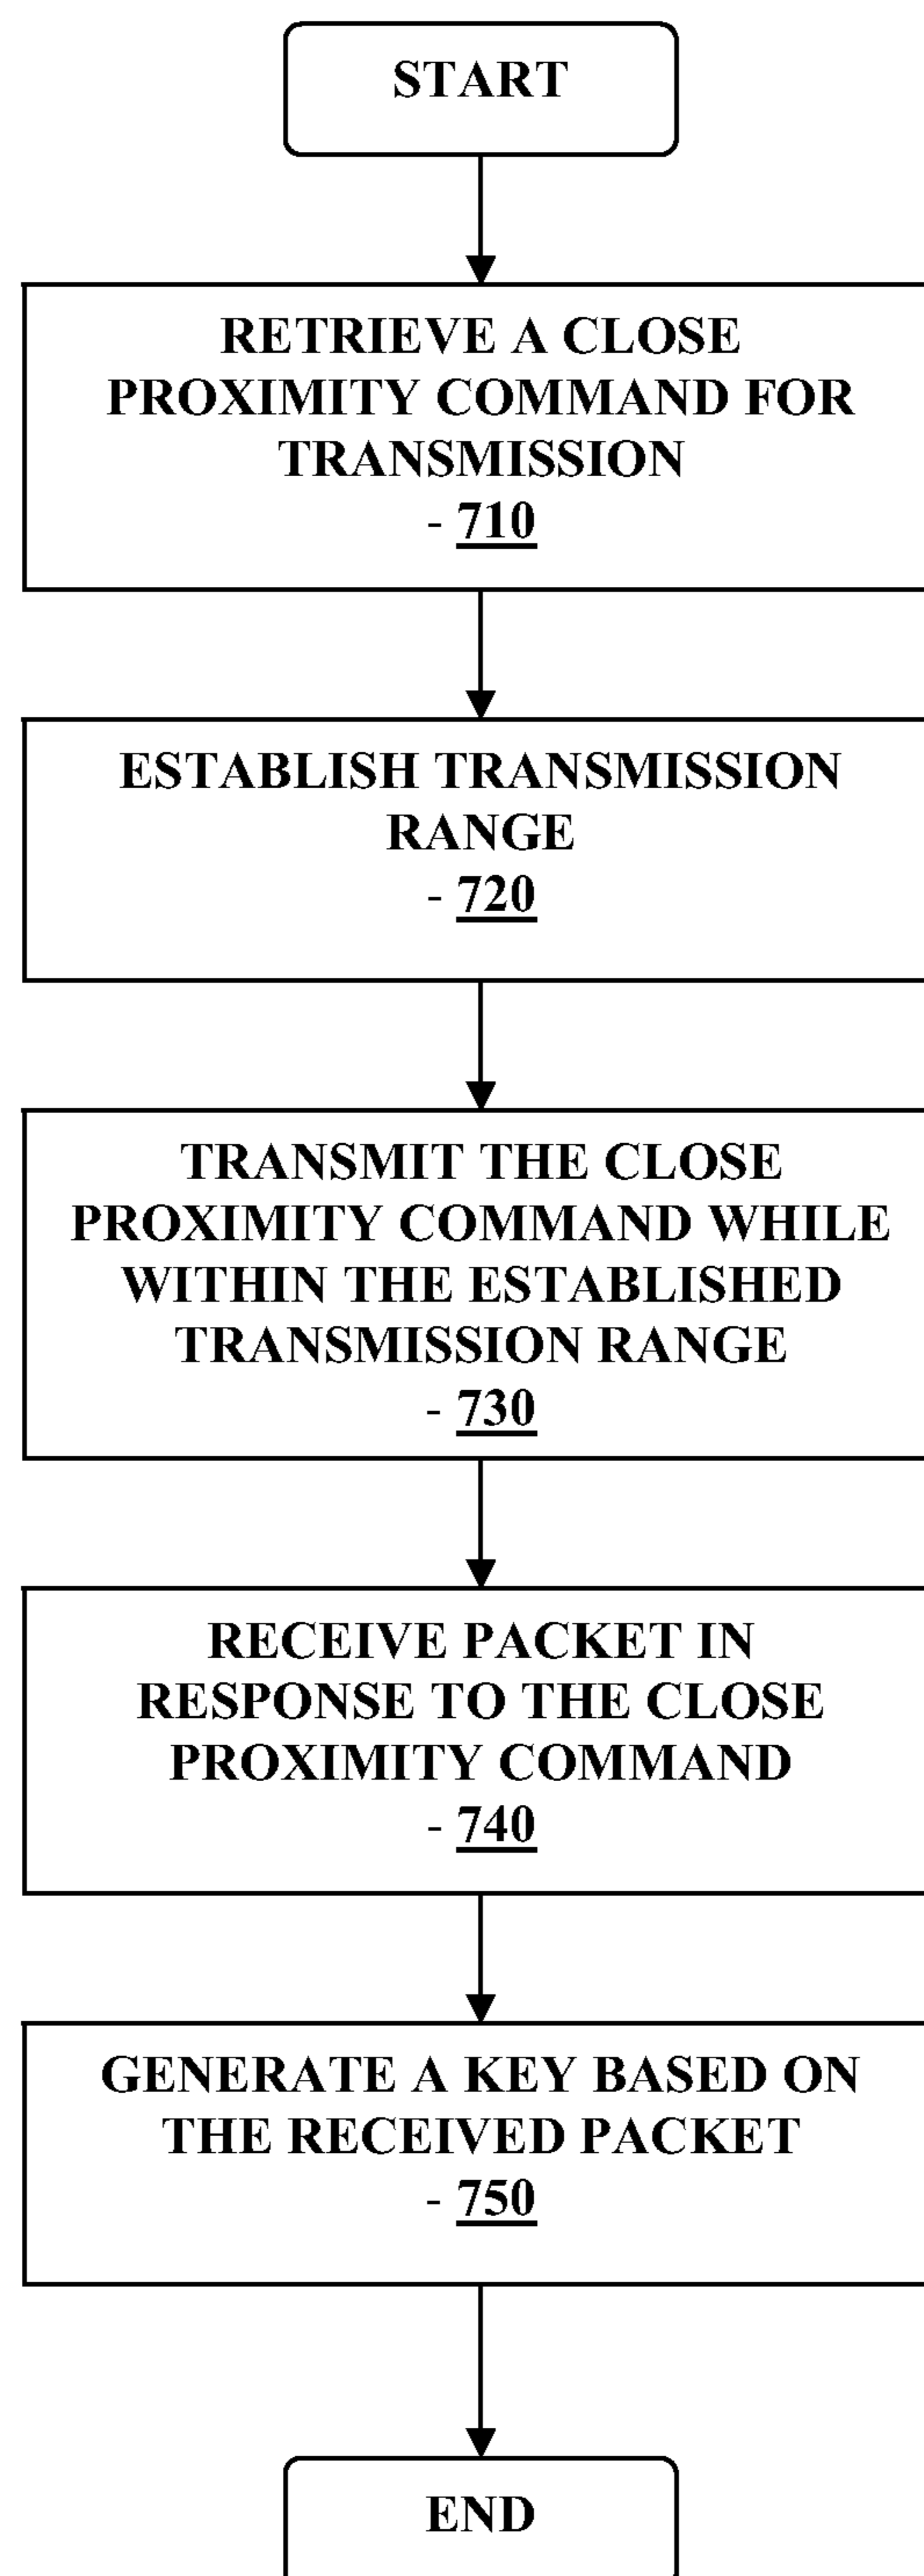 START
RETRIEVE A CLOSE
PROXIMITY COMMAND FOR
TRANSMISSION
- 710
ESTABLISH TRANSMISSION
RANGE
- 720
TRANSMIT THE CLOSE
PROXIMITY COMMAND WHILE
WITHIN THE ESTABLISHED
TRANSMISSION RANGE
- 730
RECEIVE PACKET IN
RESPONSE TO THE CLOSE
PROXIMITY COMMAND
- 740
GENERATE A KEY BASED ON
THE RECEIVED PACKET
- 750
END